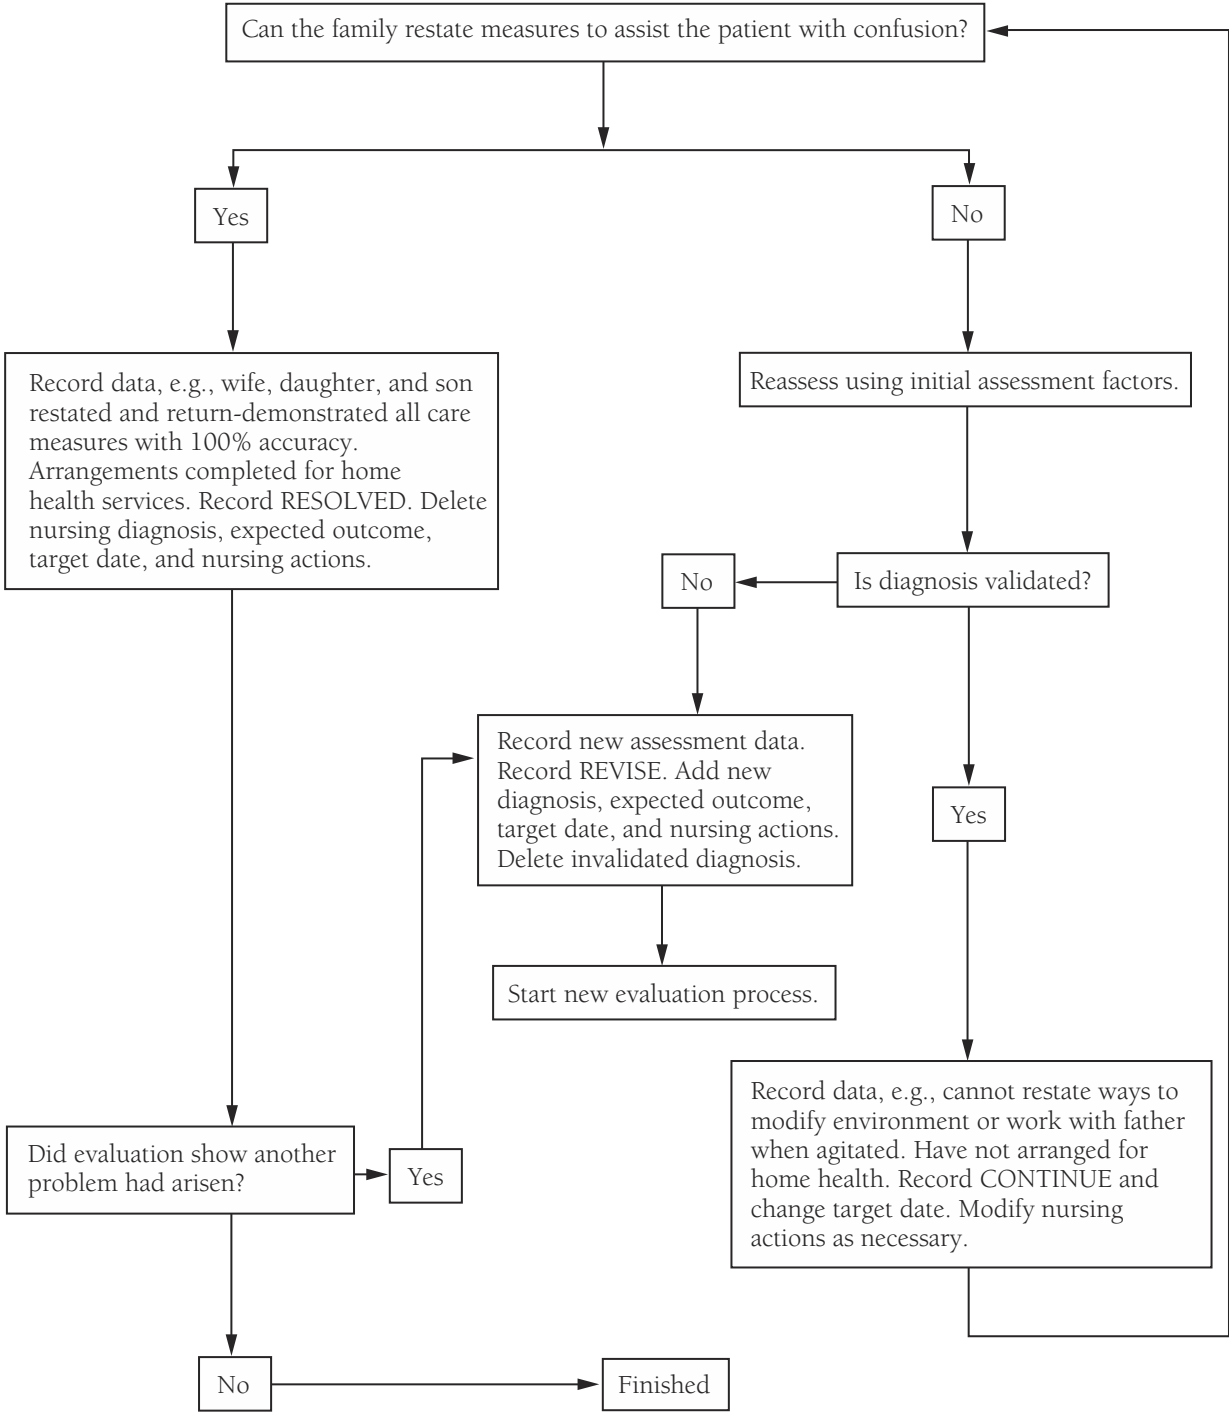 Can the family restate measures to assist the patient with confusion?
Yes
No
Record data, e.g., wife, daughter, and son
restated and return-demonstrated all care
measures with 100% accuracy.
Arrangements completed for home
health services. Record RESOLVED. Delete
nursing diagnosis, expected outcome,
target date, and nursing actions.
Reassess using initial assessment factors.
No
Is diagnosis validated?
Record new assessment data.
Record REVISE. Add new
diagnosis, expected outcome,
target date, and nursing actions.
Delete invalidated diagnosis.
Yes
Start new evaluation process.
Record data, e.g., cannot restate ways to
modify environment or work with father
when agitated. Have not arranged for
home health. Record CONTINUE and
change target date. Modify nursing
actions as necessary.
Did evaluation show another
problem had arisen?
Yes
No
Finished